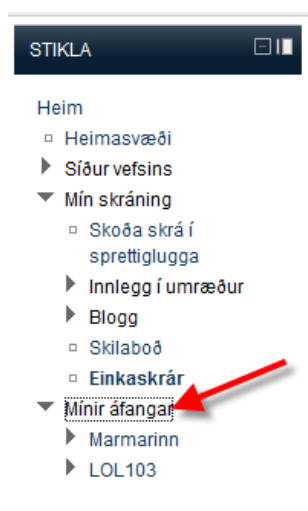 STIKLA
Heim
Heimasvæði
Síður vefsins
Mín skráning
Skoða skrá í
sprettiglugga
Innlegg í umræður
Blogg
Skilaboð
Einkaskrár
Mínir áfangar
Marmarinn
LOL103